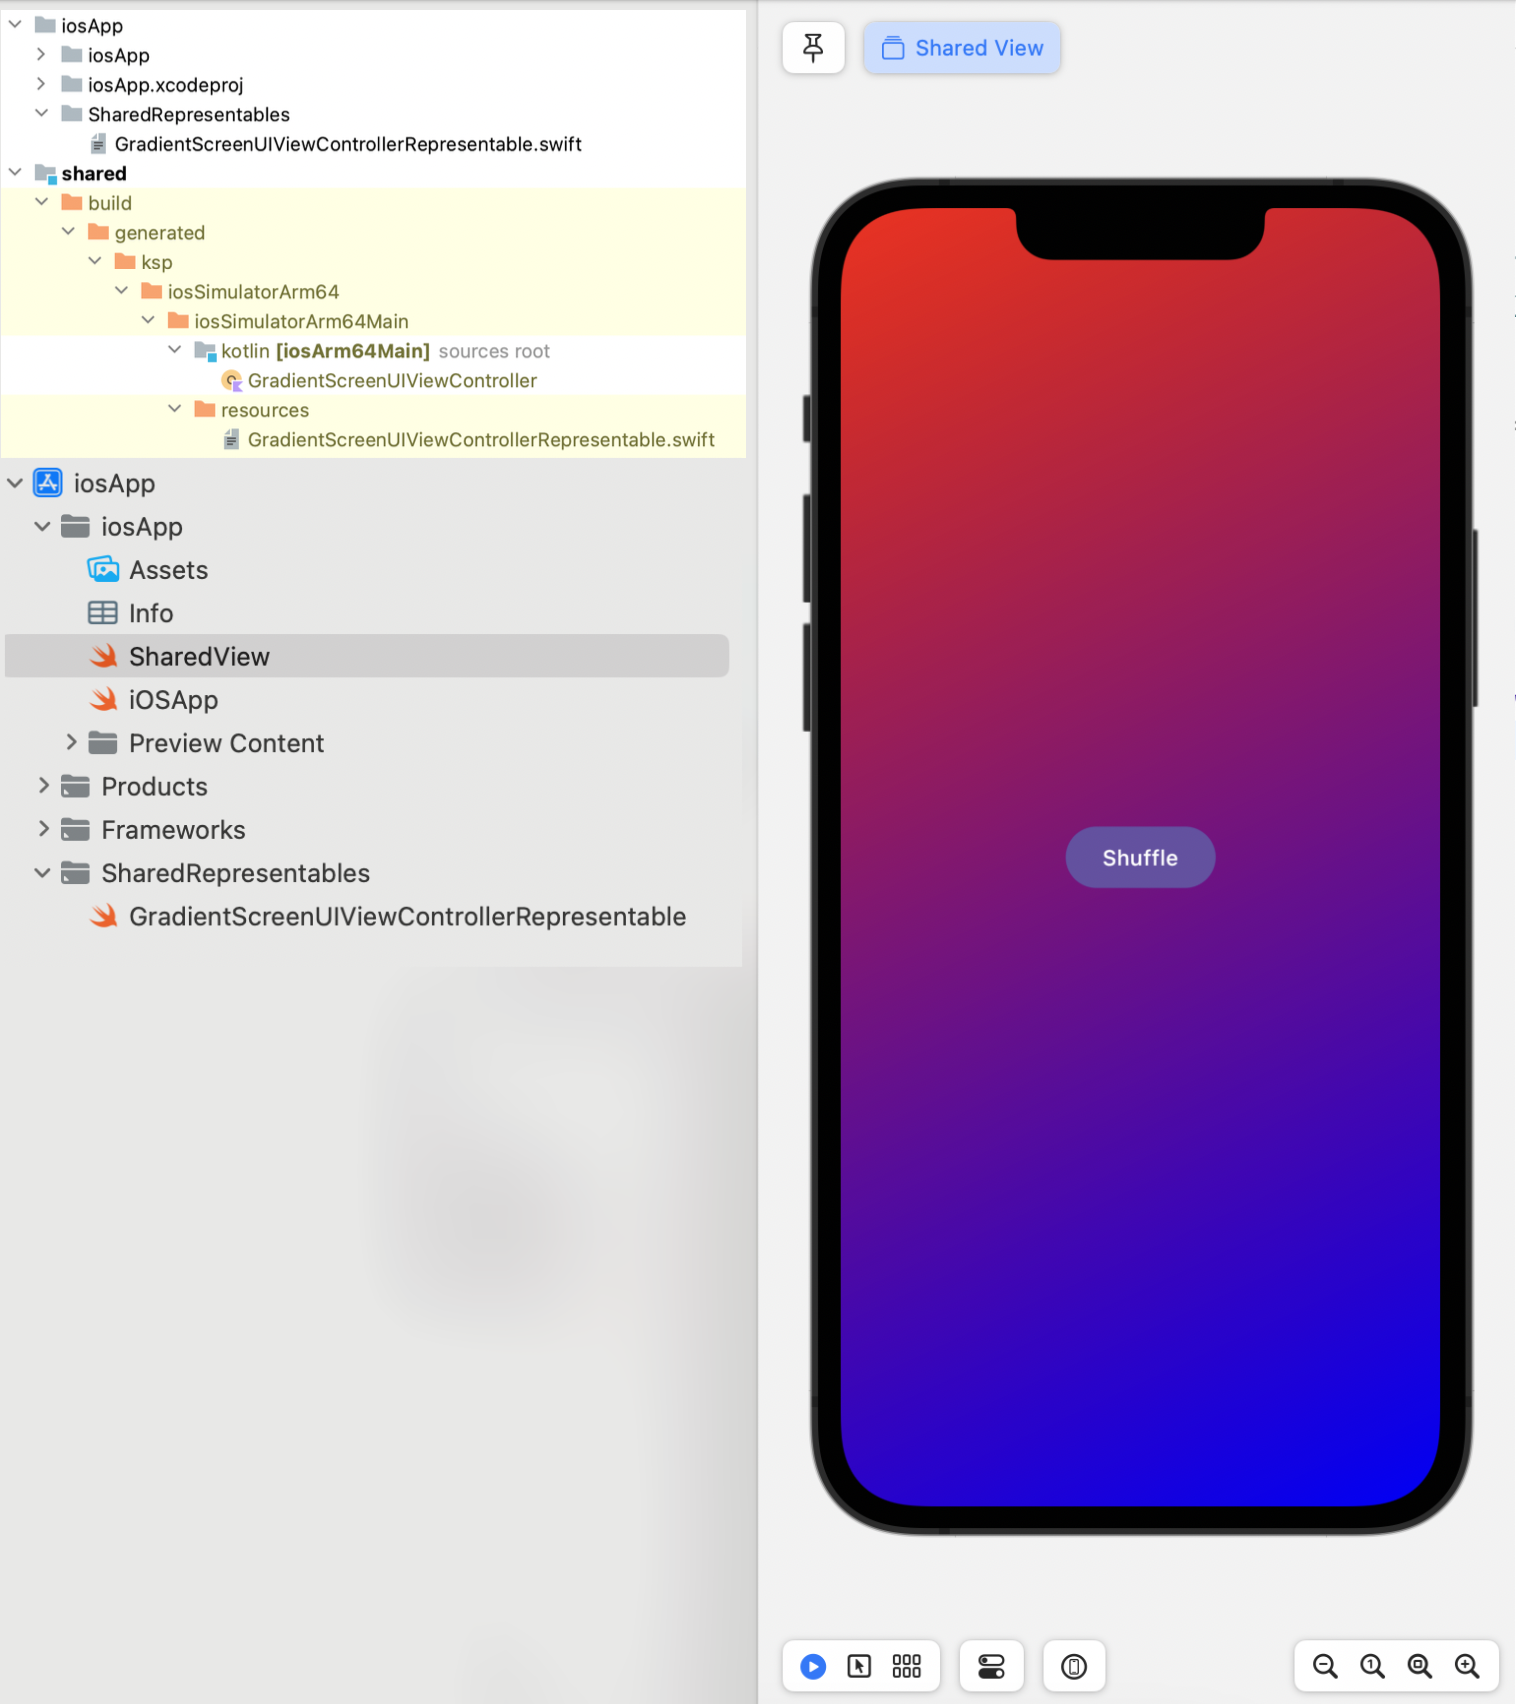 iosApp
iosApp
iosApp.xcodeproj
SharedRepresentables
GradientScreenUIViewControllerRepresentable.swift
shared
build
generated
ksp
iosSimulatorArm64
iosSimulatorArm64Main
kotlin [iosArm64Main] sources root
GradientScreenUIViewController
resources
GradientScreenUIViewControllerRepresentable.swift
iosApp
iosApp
Assets
Info
SharedView
iOSApp
Preview Content
Products
Frameworks
SharedRepresentables
GradientScreenUIViewControllerRepresentable
Shared View
Shuffle